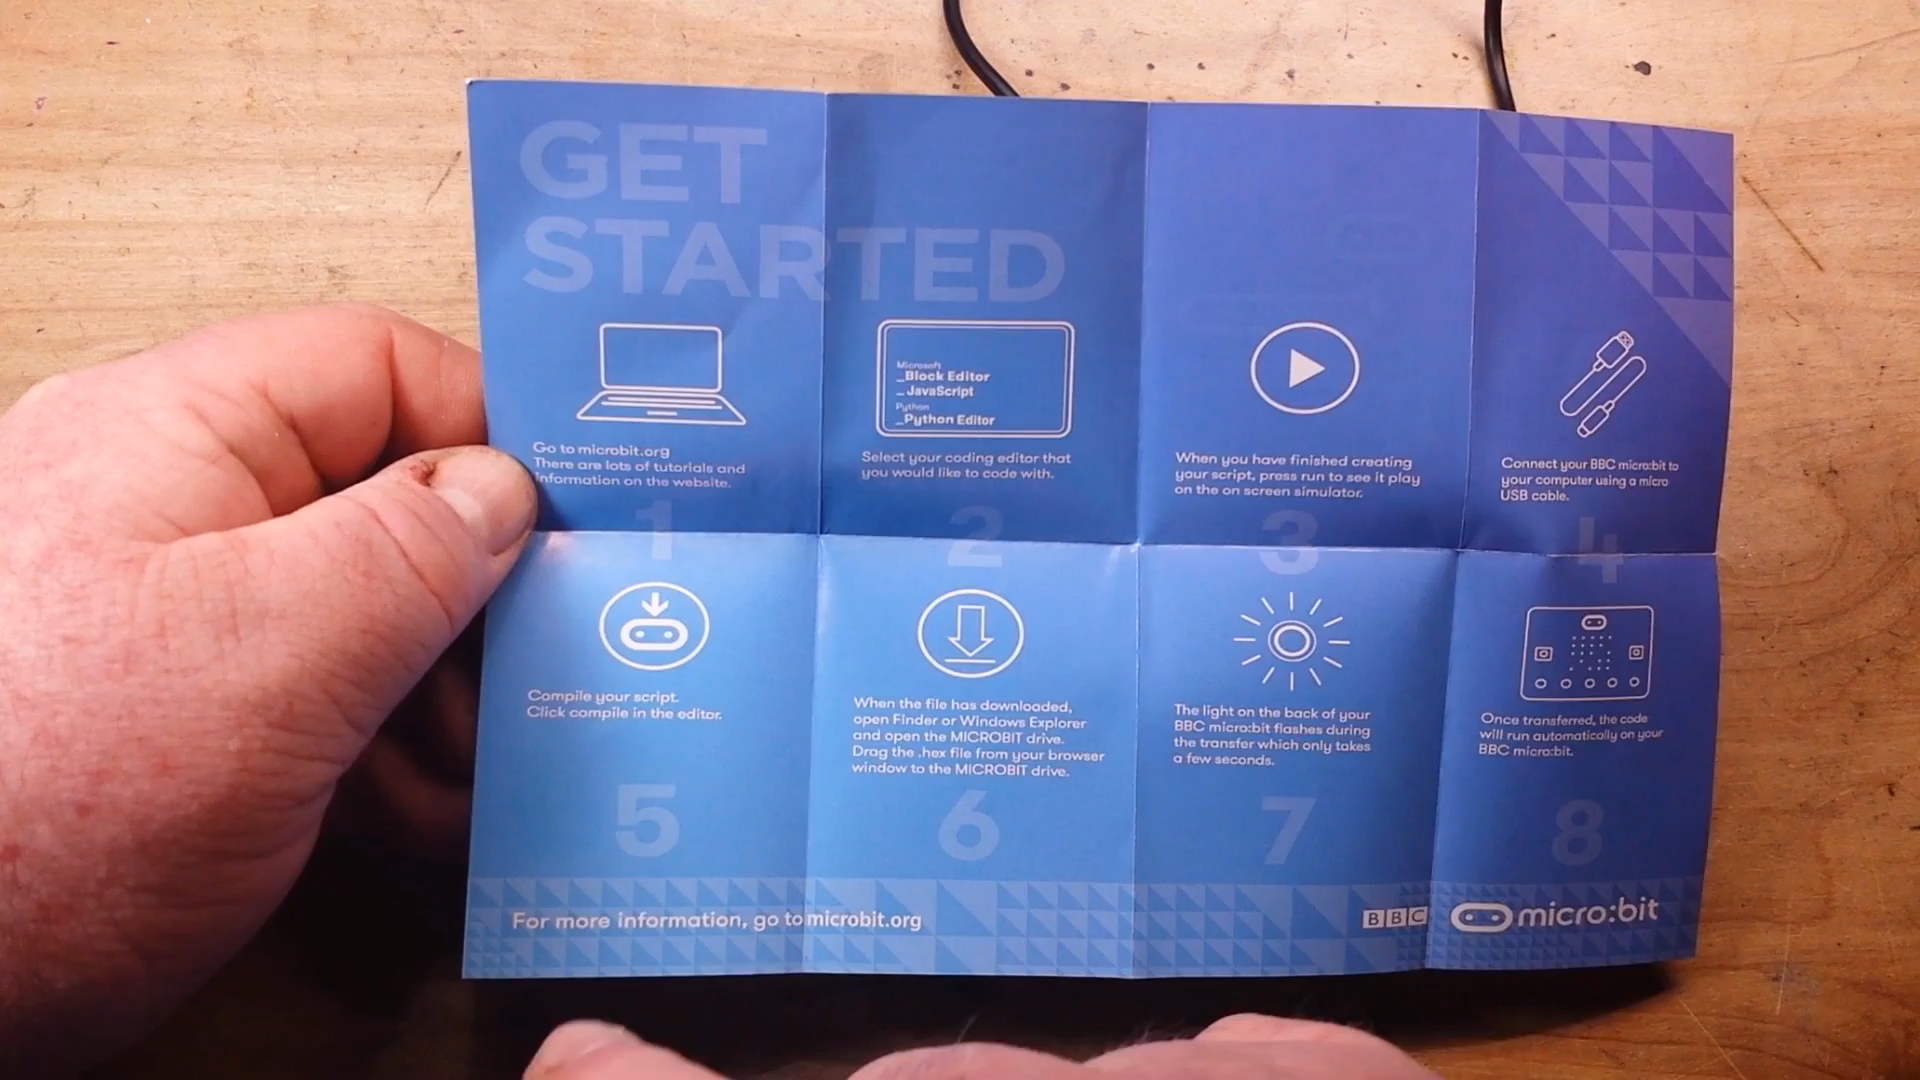 GET
STARTED
Go to microbit.org
There are lots of tutorials and
information on the website.
1
Microsoft
_Block Editor
_JavaScript
Python
_Python Editor
Select your coding editor that
you would like to code with.
2
When you have finished creating
your script, press run to see it play
on the on screen simulator.
3
Connect your BBC micro:bit to
your computer using a micro
USB cable.
4
Compile your script.
Click compile in the editor.
5
When the file has downloaded,
open Finder or Windows Explorer
and open the MICROBIT drive.
Drag the .hex file from your browser
window to the MICROBIT drive.
6
The light on the back of your
BBC micro:bit flashes during
the transfer which only takes
a few seconds.
7
Once transferred, the code
will run automatically on your
BBC micro:bit.
8
For more information, go to microbit.org
BBC micro:bit